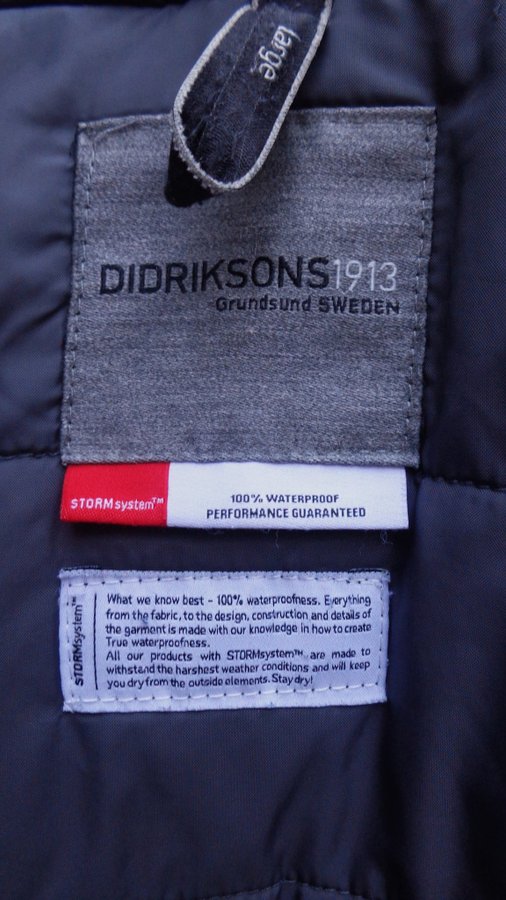 large
DIDRIKSONS1913
Grundsund SWEDEN
STORMsystem™
100% WATERPROOF
PERFORMANCE GUARANTEED
STORMsystem™
What we know best - 100% waterproofness. Everything
from the fabric, to the design, construction and details of
the garment is made with our knowledge in how to create
True waterproofness.
All our products with STORMsystem™ are made to
withstand the harshest weather conditions and will keep
you dry from the outside elements. Stay dry!